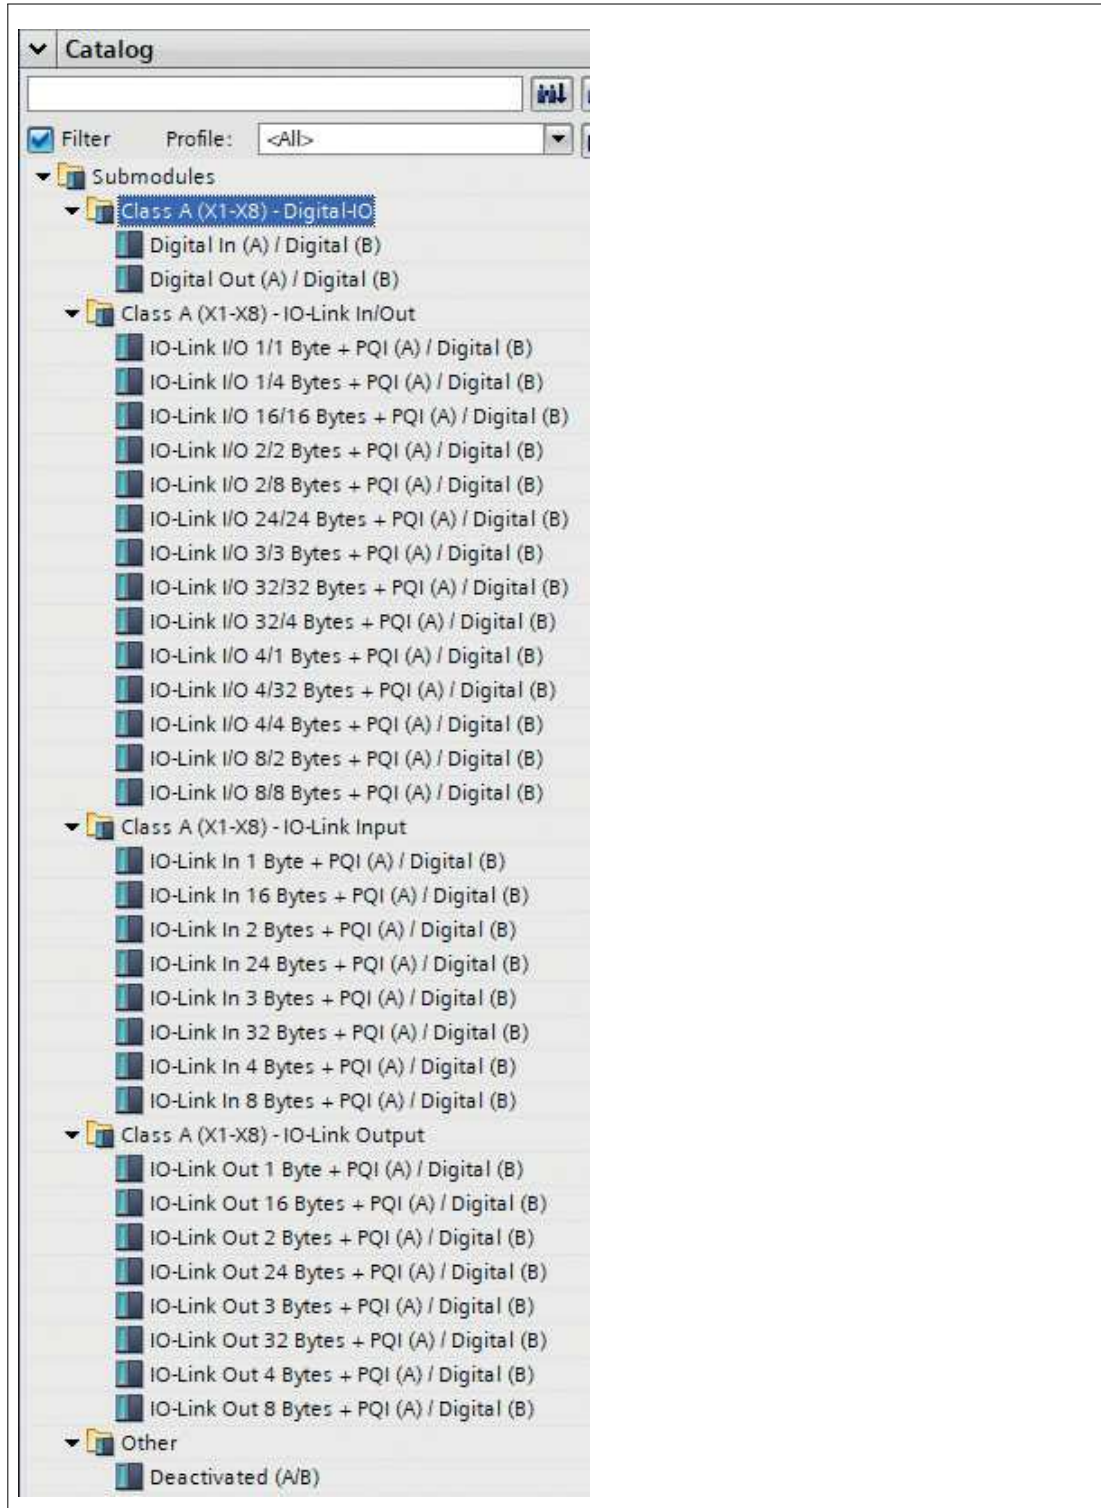 Catalog
Filter Profile: <All>
Submodules
Class A (X1-X8) - Digital-IO
Digital In (A) / Digital (B)
Digital Out (A) / Digital (B)
Class A (X1-X8) - IO-Link In/Out
IO-Link I/O 1/1 Byte + PQI (A) / Digital (B)
IO-Link I/O 1/4 Bytes + PQI (A) / Digital (B)
IO-Link I/O 16/16 Bytes + PQI (A) / Digital (B)
IO-Link I/O 2/2 Bytes + PQI (A) / Digital (B)
IO-Link I/O 2/8 Bytes + PQI (A) / Digital (B)
IO-Link I/O 24/24 Bytes + PQI (A) / Digital (B)
IO-Link I/O 3/3 Bytes + PQI (A) / Digital (B)
IO-Link I/O 32/32 Bytes + PQI (A) / Digital (B)
IO-Link I/O 32/4 Bytes + PQI (A) / Digital (B)
IO-Link I/O 4/1 Bytes + PQI (A) / Digital (B)
IO-Link I/O 4/32 Bytes + PQI (A) / Digital (B)
IO-Link I/O 4/4 Bytes + PQI (A) / Digital (B)
IO-Link I/O 8/2 Bytes + PQI (A) / Digital (B)
IO-Link I/O 8/8 Bytes + PQI (A) / Digital (B)
Class A (X1-X8) - IO-Link Input
IO-Link In 1 Byte + PQI (A) / Digital (B)
IO-Link In 16 Bytes + PQI (A) / Digital (B)
IO-Link In 2 Bytes + PQI (A) / Digital (B)
IO-Link In 24 Bytes + PQI (A) / Digital (B)
IO-Link In 3 Bytes + PQI (A) / Digital (B)
IO-Link In 32 Bytes + PQI (A) / Digital (B)
IO-Link In 4 Bytes + PQI (A) / Digital (B)
IO-Link In 8 Bytes + PQI (A) / Digital (B)
Class A (X1-X8) - IO-Link Output
IO-Link Out 1 Byte + PQI (A) / Digital (B)
IO-Link Out 16 Bytes + PQI (A) / Digital (B)
IO-Link Out 2 Bytes + PQI (A) / Digital (B)
IO-Link Out 24 Bytes + PQI (A) / Digital (B)
IO-Link Out 3 Bytes + PQI (A) / Digital (B)
IO-Link Out 32 Bytes + PQI (A) / Digital (B)
IO-Link Out 4 Bytes + PQI (A) / Digital (B)
IO-Link Out 8 Bytes + PQI (A) / Digital (B)
Other
Deactivated (A/B)